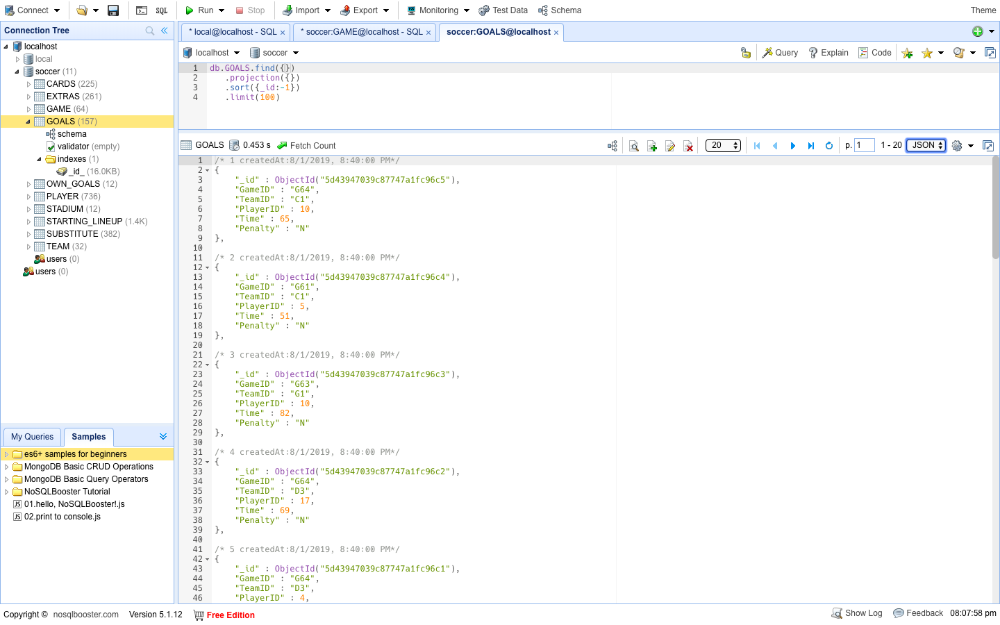 Connect SQL Run Stop Import Export Monitoring Test Data Schema Theme
Connection Tree
localhost
local
soccer (11)
CARDS (225)
EXTRAS (261)
GAME (64)
GOALS (157)
schema
validator (empty)
indexes (1)
_id_ (16.0KB)
OWN_GOALS (12)
PLAYER (736)
STADIUM (12)
STARTING_LINEUP (1.4K)
SUBSTITUTE (382)
TEAM (32)
users (0)
users (0)
My Queries Samples
es6+ samples for beginners
MongoDB Basic CRUD Operations
MongoDB Basic Query Operators
NoSQLBooster Tutorial
JS 01.hello, NoSQLBooster!.js
JS 02.print to console.js
* local@localhost - SQL × * soccer:GAME@localhost - SQL × soccer:GOALS@localhost ×
localhost soccer Query Explain Code
1 db.GOALS.find({})
2 .projection({})
3 .sort({_id:-1})
4 .limit(100)
GOALS 0.453 s Fetch Count 20 p. 1 1 - 20 JSON
1 /* 1 createdAt:8/1/2019, 8:40:00 PM*/
2 {
3 "_id" : ObjectId("5d43947039c87747a1fc96c5"),
4 "GameID" : "G64",
5 "TeamID" : "C1",
6 "PlayerID" : 10,
7 "Time" : 65,
8 "Penalty" : "N"
9 },
10
11 /* 2 createdAt:8/1/2019, 8:40:00 PM*/
12 {
13 "_id" : ObjectId("5d43947039c87747a1fc96c4"),
14 "GameID" : "G61",
15 "TeamID" : "C1",
16 "PlayerID" : 5,
17 "Time" : 51,
18 "Penalty" : "N"
19 },
20
21 /* 3 createdAt:8/1/2019, 8:40:00 PM*/
22 {
23 "_id" : ObjectId("5d43947039c87747a1fc96c3"),
24 "GameID" : "G63",
25 "TeamID" : "G1",
26 "PlayerID" : 10,
27 "Time" : 82,
28 "Penalty" : "N"
29 },
30
31 /* 4 createdAt:8/1/2019, 8:40:00 PM*/
32 {
33 "_id" : ObjectId("5d43947039c87747a1fc96c2"),
34 "GameID" : "G64",
35 "TeamID" : "D3",
36 "PlayerID" : 17,
37 "Time" : 69,
38 "Penalty" : "N"
39 },
40
41 /* 5 createdAt:8/1/2019, 8:40:00 PM*/
42 {
43 "_id" : ObjectId("5d43947039c87747a1fc96c1"),
44 "GameID" : "G64",
45 "TeamID" : "D3",
46 "PlayerID" : 4,
Copyright © nosqlbooster.com Version 5.1.12 Free Edition Show Log Feedback 08:07:58 pm